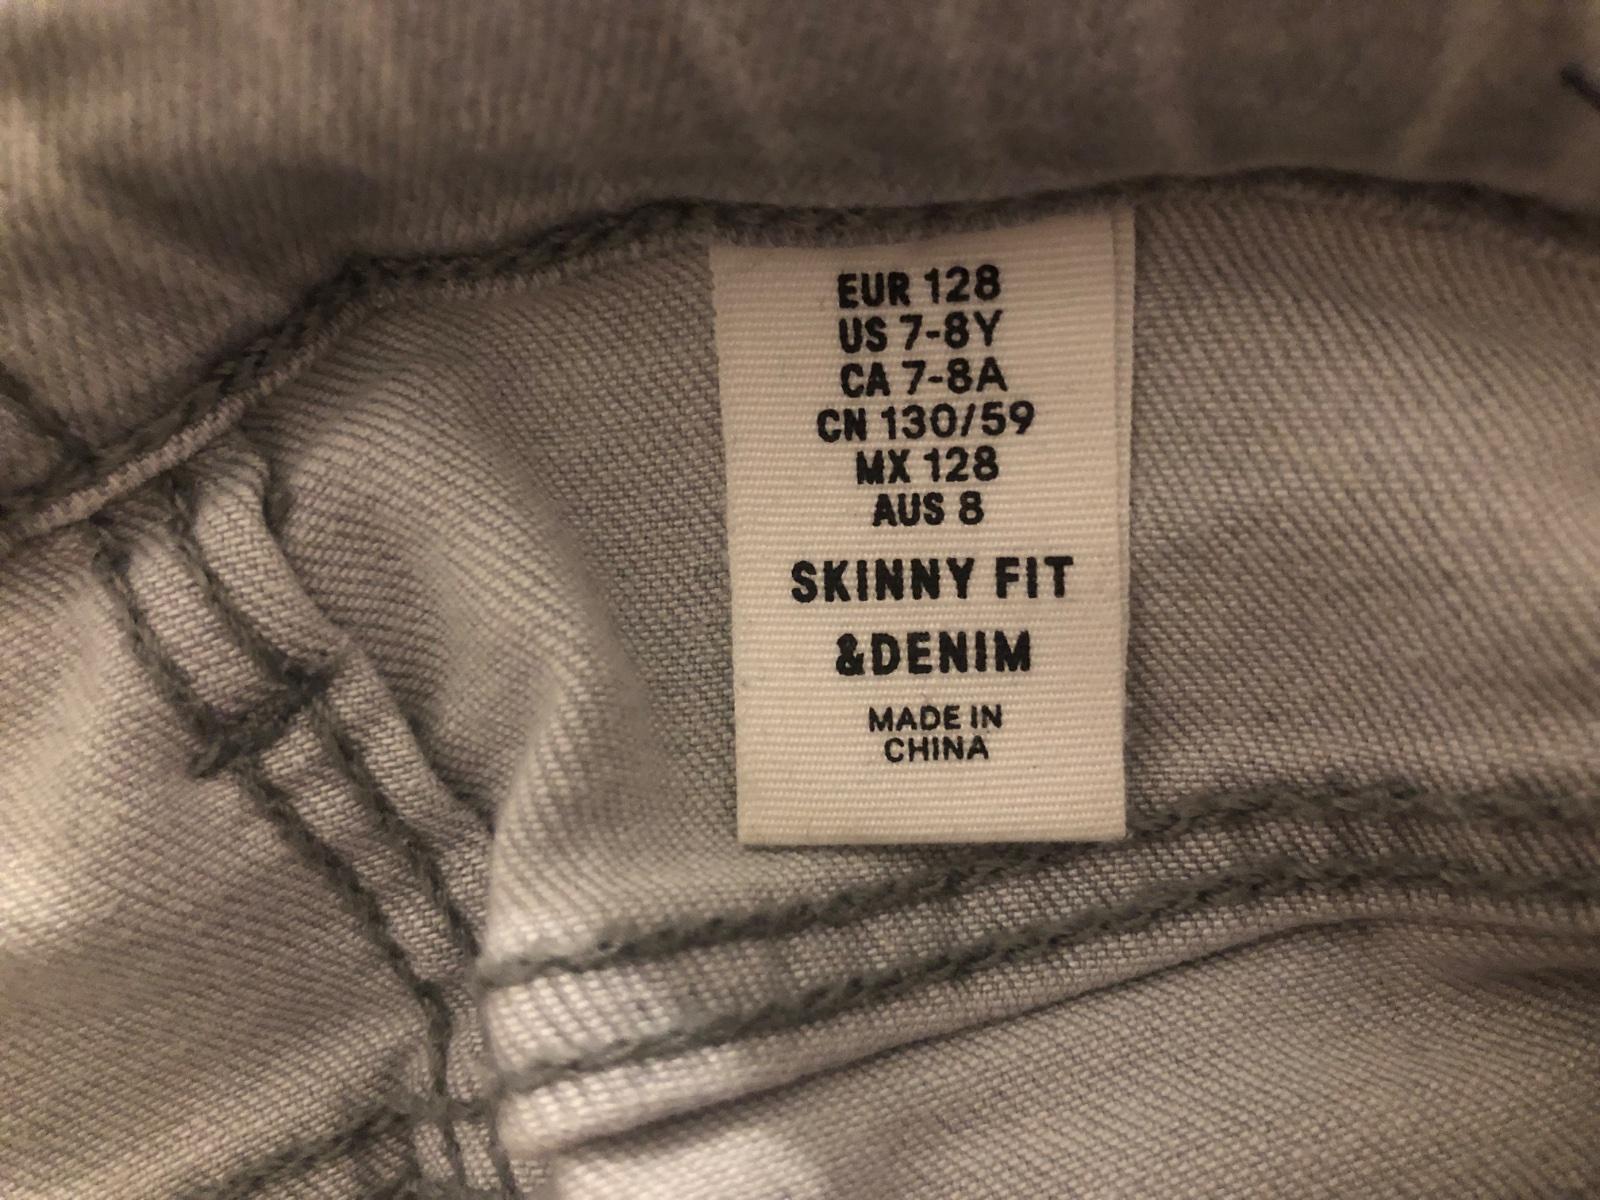 EUR 128
US 7-8Y
CA 7-8A
CN 130/59
MX 128
AUS 8
SKINNY FIT
&DENIM
MADE IN
CHINA